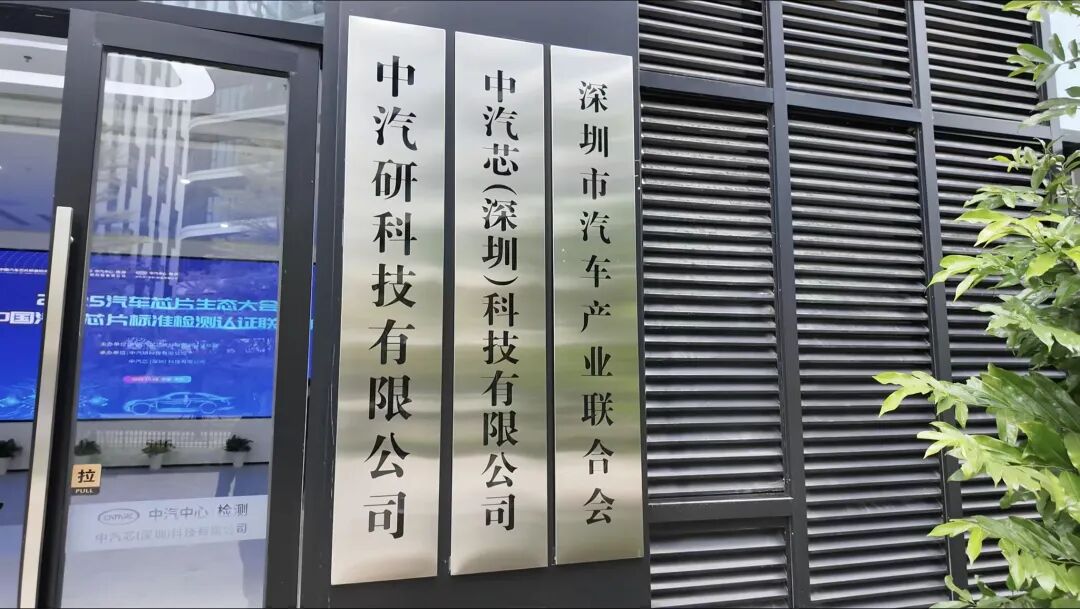 中汽研科技有限公司
中汽芯(深圳)科技有限公司
深圳市汽车产业联合会
汽车芯片生态大会
芯片标准检测认证联
拉
PULL
中汽中心 检测
中汽芯(深圳)科技有限公司